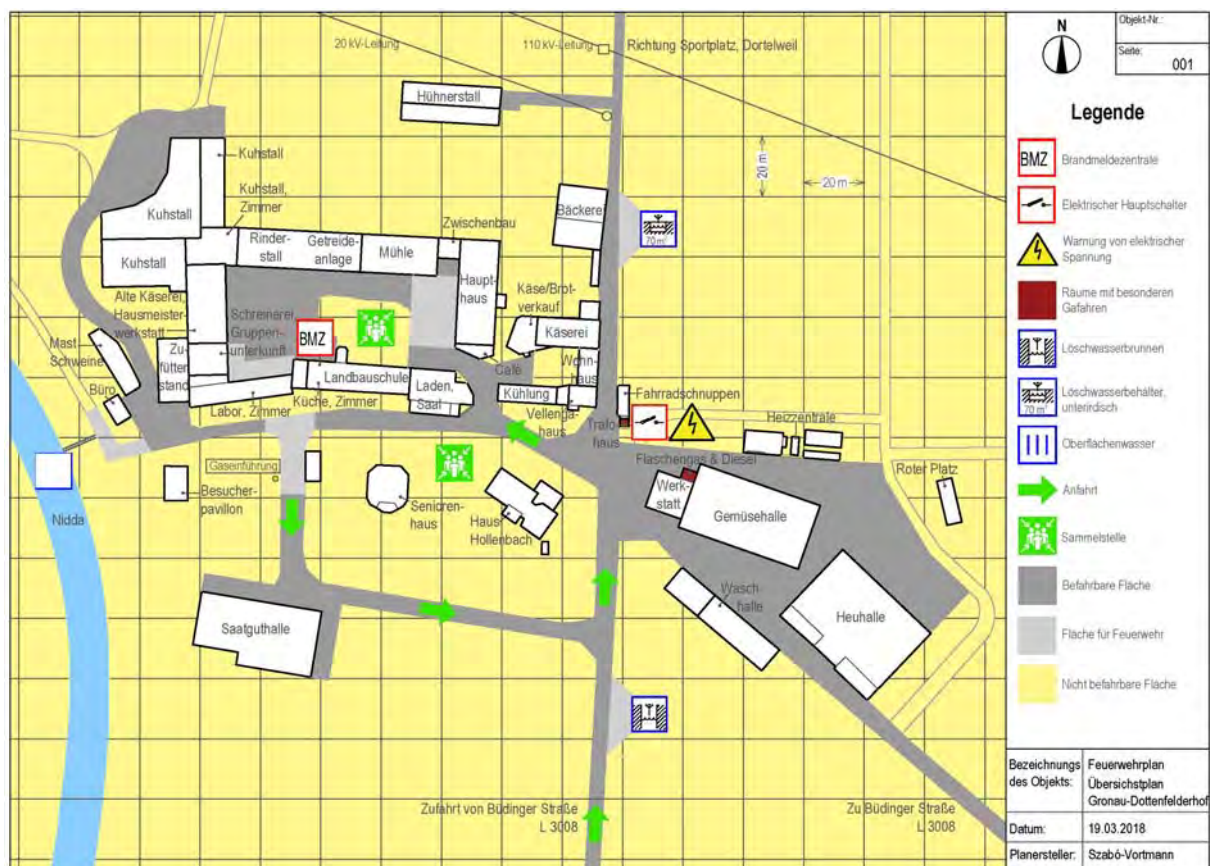 20 kV-Leitung
110 kV-Leitung
Richtung Sportplatz, Dortelweil
Hühnerstall
20 m
20 m
Kuhstall
Kuhstall,
Zimmer
Kuhstall
Kuhstall
Rinder-
stall
Getreide-
anlage
Mühle
Zwischenbau
Haupt-
haus
Bäckerei
70 m³
Käse/Brot-
verkauf
Käserei
Alte Käserei,
Hausmeister-
werkstatt
Schreinerei
Gruppen-
unterkunft
BMZ
Mast
Schweine
Zu-
fütter
stand
Büro
Labor, Zimmer
Küche, Zimmer
Landbauschule
Laden,
Saal
Café
Kühlung
Wohn-
haus
Vellenga-
haus
Fahrradschnuppen
Trafo
haus
Heizzentrale
Flaschengas & Diesel
Roter Platz
Werk-
statt
Gemüsehalle
Gaseinführung
Besucher-
pavillon
Senioren-
haus
Haus
Hollenbach
Nidda
Wasch
halle
Heuhalle
Saatguthalle
Zufahrt von Büdinger Straße
L 3008
Zu Büdinger Straße
L 3008
N
Objekt-Nr.:
Seite:
001
Legende
BMZ
Brandmeldezentrale
Elektrischer Hauptschalter
Warnung von elektrischer
Spannung
Räume mit besonderen
Gafahren
Löschwasserbrunnen
70 m³
Löschwasserbehälter,
unterirdisch
Oberflächenwasser
Anfahrt
Sammelstelle
Befahrbare Fläche
Fläche für Feuerwehr
Nicht befahrbare Fläche
Bezeichnungs
des Objekts:
Feuerwehrplan
Übersichstplan
Gronau-Dottenfelderhof
Datum:
19.03.2018
Planersteller:
Szabó-Vortmann